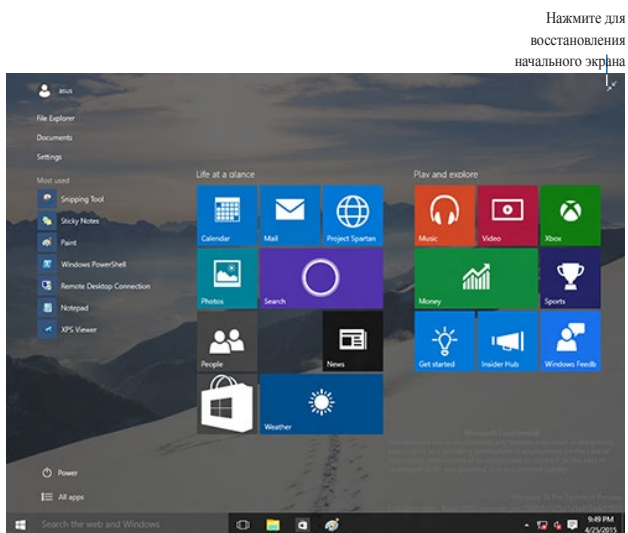 Нажмите для
восстановления
начального экрана
asus
File Explorer
Documents
Settings
Most used
Snipping Tool
Sticky Notes
Paint
Windows PowerShell
Remote Desktop Connection
Notepad
XPS Viewer
Power
All apps
Life at a glance
Calendar
Mail
Project Spartan
Photos
Search
People
News
Weather
Play and explore
Music
Video
Xbox
Money
Sports
Get started
Insider Hub
Windows Feedb
Microsoft Confidential
Search the web and Windows
9:49 PM
4/25/2015